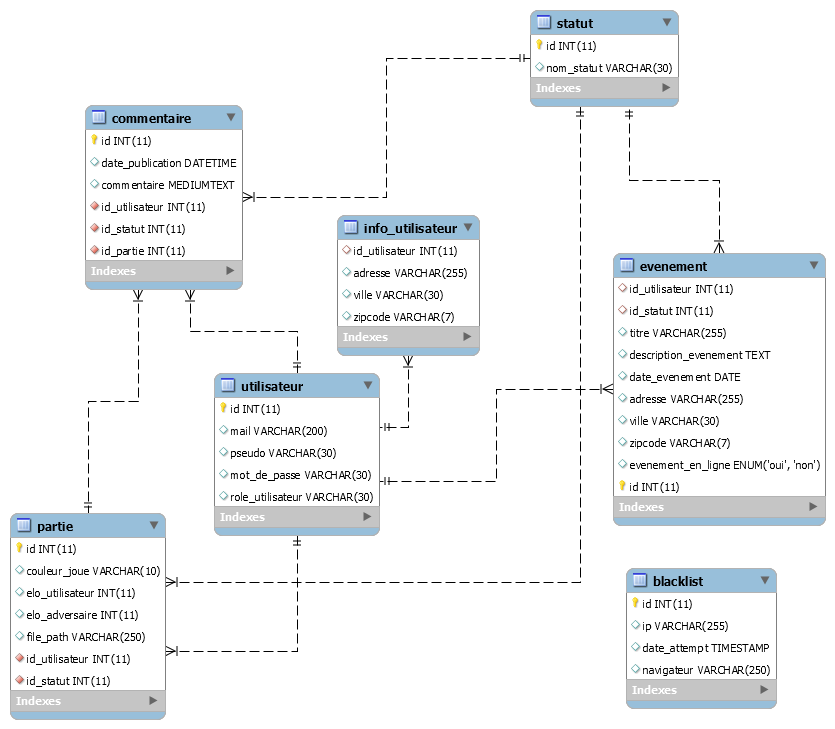 statut
id INT(11)
nom_statut VARCHAR(30)
Indexes
commentaire
id INT(11)
date_publication DATETIME
commentaire MEDIUMTEXT
id_utilisateur INT(11)
id_statut INT(11)
id_partie INT(11)
Indexes
info_utilisateur
id_utilisateur INT(11)
adresse VARCHAR(255)
ville VARCHAR(30)
zipcode VARCHAR(7)
Indexes
evenement
id_utilisateur INT(11)
id_statut INT(11)
titre VARCHAR(255)
description_evenement TEXT
date_evenement DATE
adresse VARCHAR(255)
ville VARCHAR(30)
zipcode VARCHAR(7)
evenement_en_ligne ENUM('oui', 'non')
id INT(11)
Indexes
utilisateur
id INT(11)
mail VARCHAR(200)
pseudo VARCHAR(30)
mot_de_passe VARCHAR(30)
role_utilisateur VARCHAR(30)
Indexes
partie
id INT(11)
couleur_joue VARCHAR(10)
elo_utilisateur INT(11)
elo_adversaire INT(11)
file_path VARCHAR(250)
id_utilisateur INT(11)
id_statut INT(11)
Indexes
blacklist
id INT(11)
ip VARCHAR(255)
date_attempt TIMESTAMP
navigateur VARCHAR(250)
Indexes